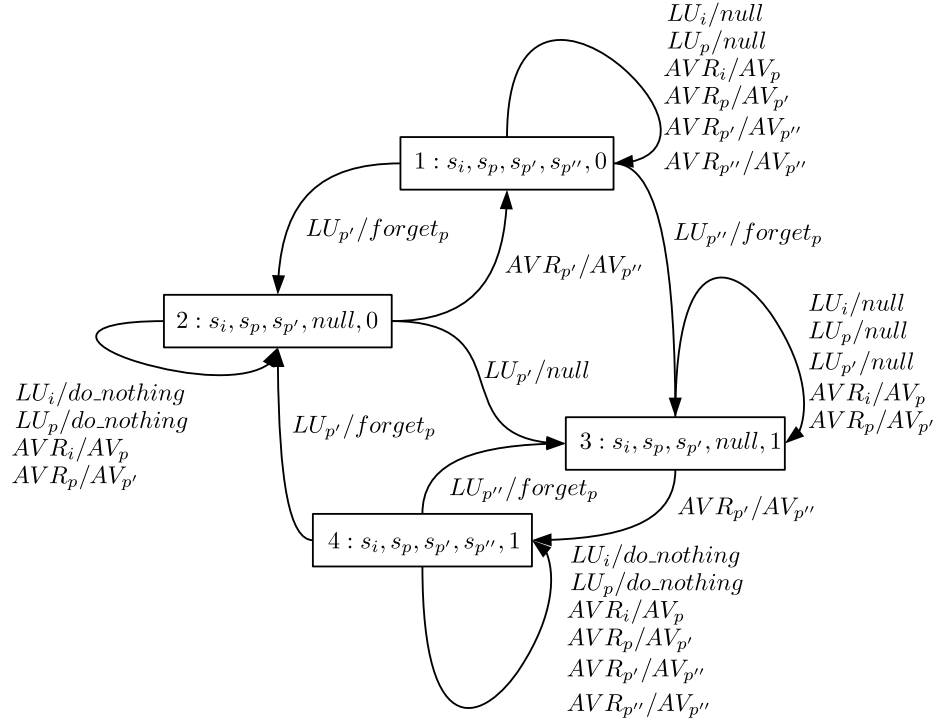 LU_i/null
LU_p/null
AVR_i/AV_p
AVR_p/AV_{p'}
AVR_{p'}/AV_{p''}
AVR_{p''}/AV_{p''}
1 : s_i, s_p, s_{p'}, s_{p''}, 0
LU_{p'}/forget_p
LU_{p''}/forget_p
AVR_{p'}/AV_{p''}
2 : s_i, s_p, s_{p'}, null, 0
LU_i/null
LU_p/null
LU_{p'}/null
AVR_i/AV_p
AVR_p/AV_{p'}
LU_{p'}/null
LU_i/do_nothing
LU_p/do_nothing
AVR_i/AV_p
AVR_p/AV_{p'}
LU_{p'}/forget_p
3 : s_i, s_p, s_{p'}, null, 1
LU_{p''}/forget_p
AVR_{p'}/AV_{p''}
4 : s_i, s_p, s_{p'}, s_{p''}, 1
LU_i/do_nothing
LU_p/do_nothing
AVR_i/AV_p
AVR_p/AV_{p'}
AVR_{p'}/AV_{p''}
AVR_{p''}/AV_{p''}